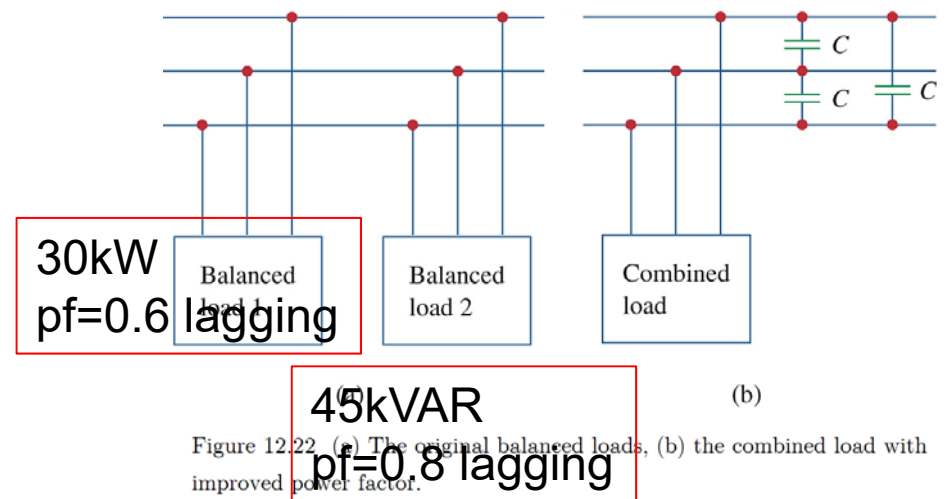 C
C
C
30kW
pf=0.6 lagging
Balanced
load 1
Balanced
load 2
Combined
load
(a)
(b)
45kVAR
pf=0.8 lagging
Figure 12.22 (a) The original balanced loads, (b) the combined load with
improved power factor.